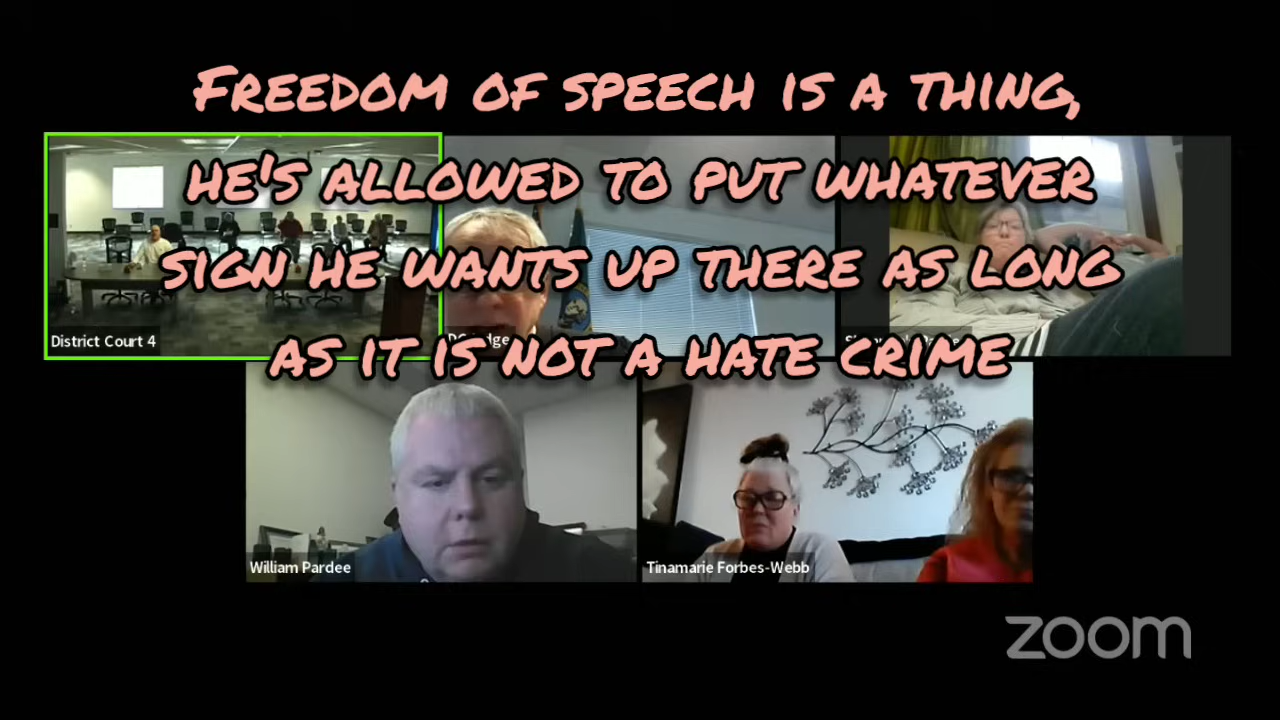 FREEDOM OF SPEECH IS A THING,
HE'S ALLOWED TO PUT WHATEVER
SIGN HE WANTS UP THERE AS LONG
AS IT IS NOT A HATE CRIME
District Court 4
William Pardee
Tinamarie Forbes-Webb
zoom